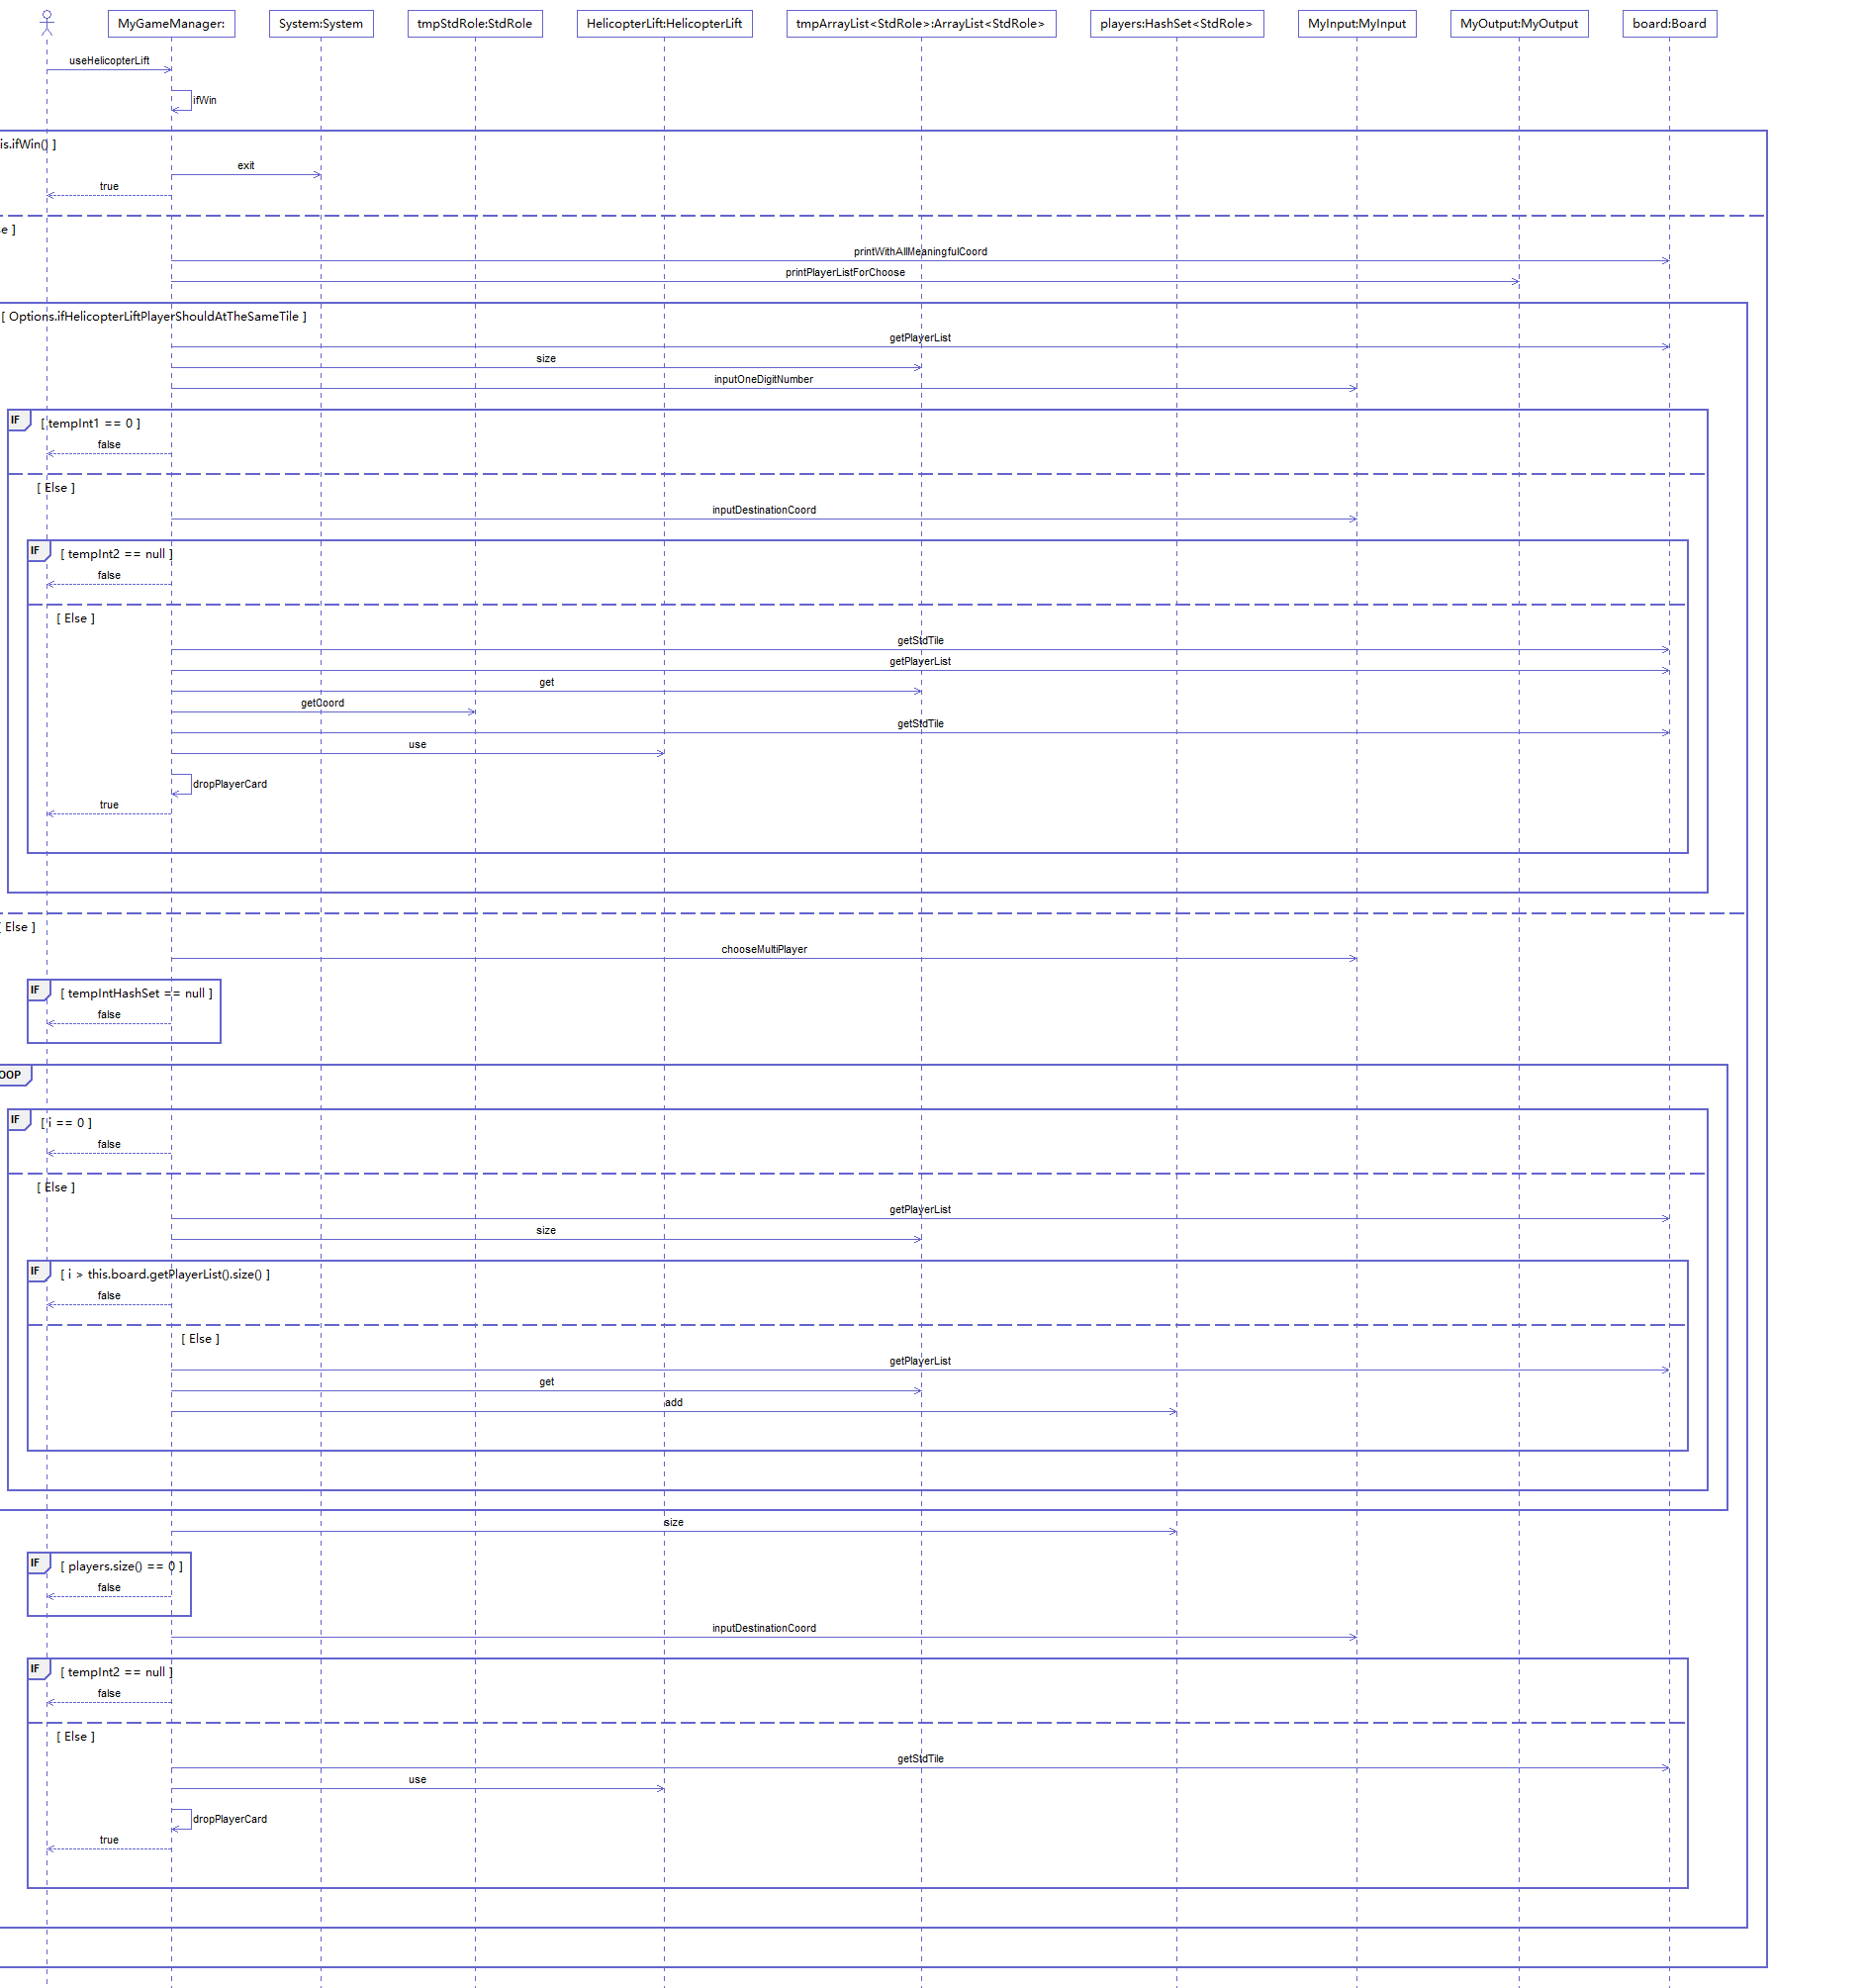 MyGameManager:
System:System
tmpStdRole:StdRole
HelicopterLift:HelicopterLift
tmpArrayList<StdRole>:ArrayList<StdRole>
players:HashSet<StdRole>
MyInput:MyInput
MyOutput:MyOutput
board:Board
useHelicopterLift
ifWin
is.ifWin() ]
exit
true
se ]
printWithAllMeaningfulCoord
printPlayerListForChoose
[ Options.ifHelicopterLiftPlayerShouldAtTheSameTile ]
getPlayerList
size
inputOneDigitNumber
IF [ tempInt1 == 0 ]
false
[ Else ]
inputDestinationCoord
IF [ tempInt2 == null ]
false
[ Else ]
getStdTile
getPlayerList
get
getCoord
getStdTile
use
dropPlayerCard
true
[ Else ]
chooseMultiPlayer
IF [ tempIntHashSet == null ]
false
OOP
IF [ i == 0 ]
false
[ Else ]
getPlayerList
size
IF [ i > this.board.getPlayerList().size() ]
false
[ Else ]
getPlayerList
get
add
size
IF [ players.size() == 0 ]
false
inputDestinationCoord
IF [ tempInt2 == null ]
false
[ Else ]
getStdTile
use
dropPlayerCard
true